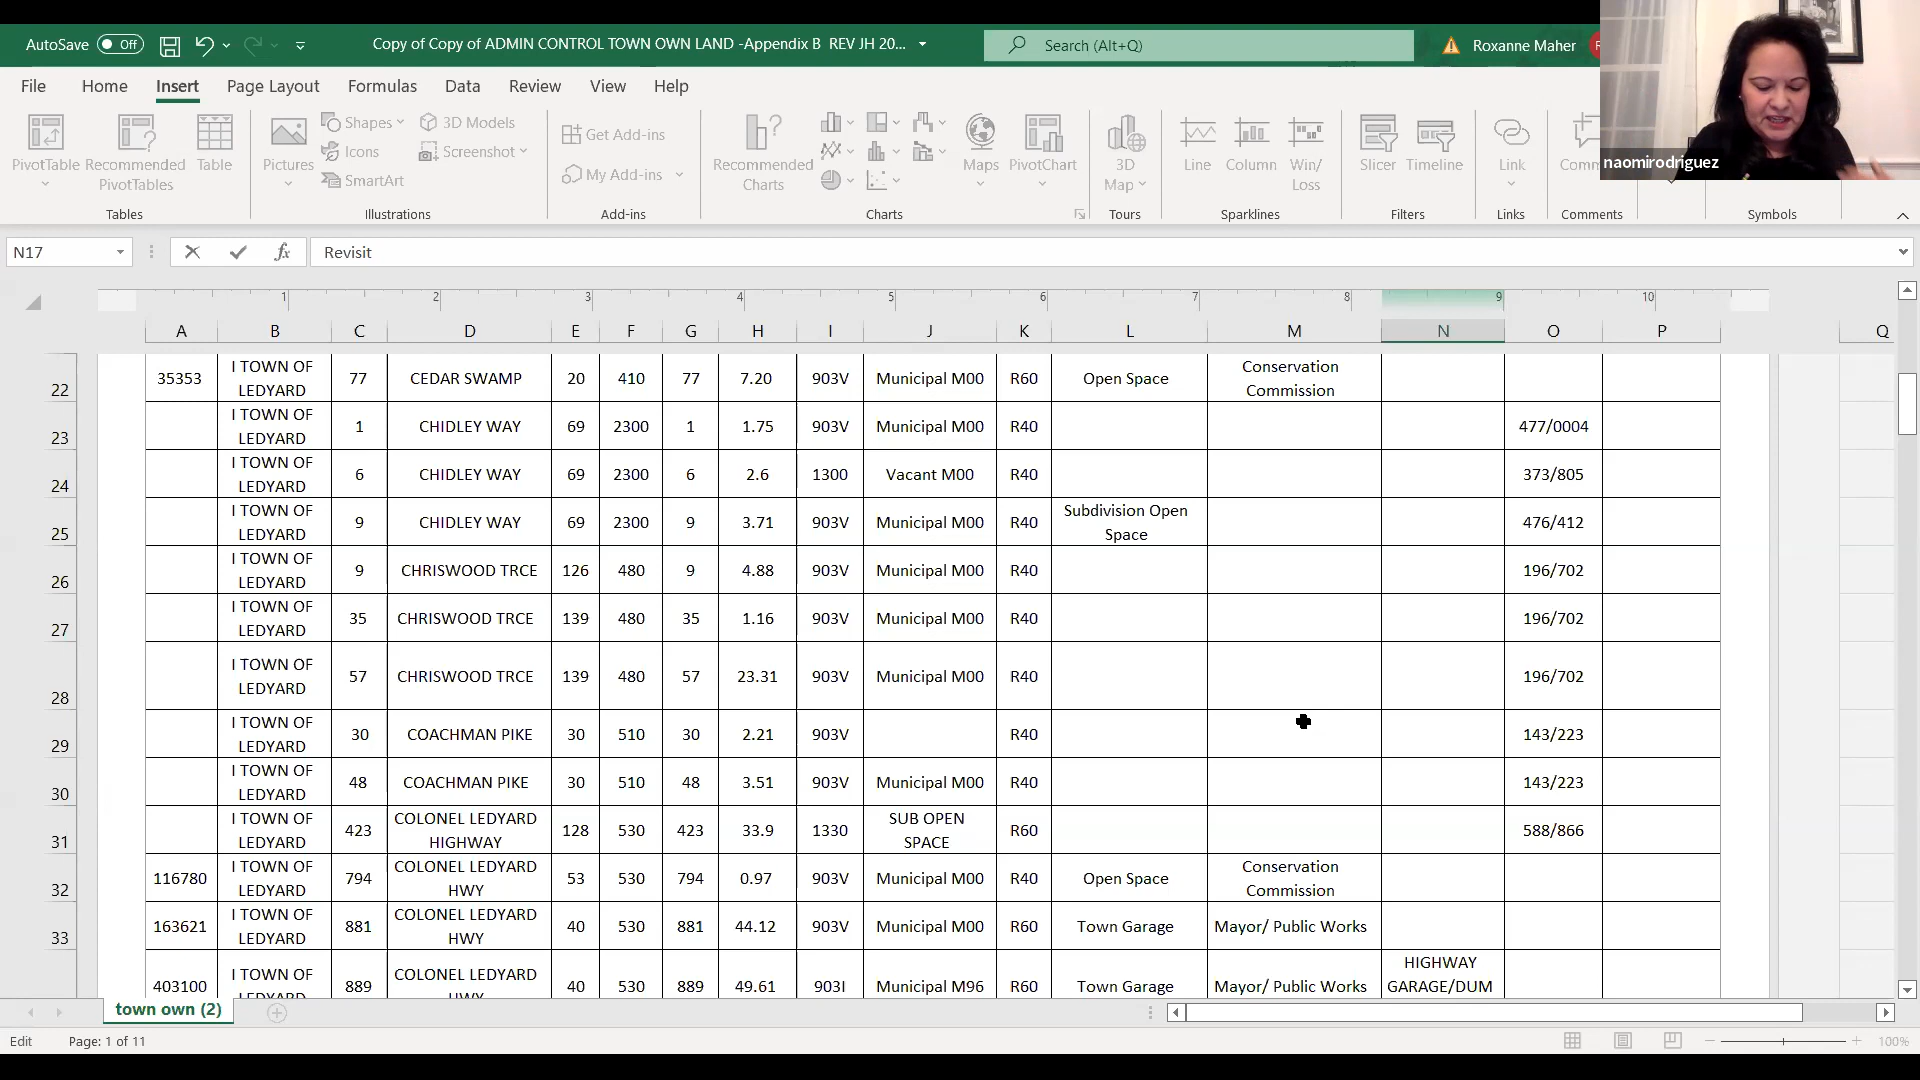 AutoSave Off Copy of Copy of ADMIN CONTROL TOWN OWN LAND -Appendix B REV JH 20... Search (Alt+Q) Roxanne Maher
File Home Insert Page Layout Formulas Data Review View Help
PivotTable Recommended PivotTables Table Pictures Shapes Icons SmartArt 3D Models Screenshot Get Add-ins My Add-ins Recommended Charts Maps PivotChart 3D Map Line Column Win/Loss Slicer Timeline Link
Tables Illustrations Add-ins Charts Tours Sparklines Filters Links Comments Symbols
naomirodriguez
N17 fx Revisit
1 2 3 4 5 6 7 8 9 10
A B C D E F G H I J K L M N O P Q
22 35353 I TOWN OF LEDYARD 77 CEDAR SWAMP 20 410 77 7.20 903V Municipal M00 R60 Open Space Conservation Commission
23 I TOWN OF LEDYARD 1 CHIDLEY WAY 69 2300 1 1.75 903V Municipal M00 R40 477/0004
24 I TOWN OF LEDYARD 6 CHIDLEY WAY 69 2300 6 2.6 1300 Vacant M00 R40 373/805
25 I TOWN OF LEDYARD 9 CHIDLEY WAY 69 2300 9 3.71 903V Municipal M00 R40 Subdivision Open Space 476/412
26 I TOWN OF LEDYARD 9 CHRISWOOD TRCE 126 480 9 4.88 903V Municipal M00 R40 196/702
27 I TOWN OF LEDYARD 35 CHRISWOOD TRCE 139 480 35 1.16 903V Municipal M00 R40 196/702
28 I TOWN OF LEDYARD 57 CHRISWOOD TRCE 139 480 57 23.31 903V Municipal M00 R40 196/702
29 I TOWN OF LEDYARD 30 COACHMAN PIKE 30 510 30 2.21 903V R40 143/223
30 I TOWN OF LEDYARD 48 COACHMAN PIKE 30 510 48 3.51 903V Municipal M00 R40 143/223
31 I TOWN OF LEDYARD 423 COLONEL LEDYARD HIGHWAY 128 530 423 33.9 1330 SUB OPEN SPACE R60 588/866
32 116780 I TOWN OF LEDYARD 794 COLONEL LEDYARD HWY 53 530 794 0.97 903V Municipal M00 R40 Open Space Conservation Commission
33 163621 I TOWN OF LEDYARD 881 COLONEL LEDYARD HWY 40 530 881 44.12 903V Municipal M00 R60 Town Garage Mayor/ Public Works
403100 I TOWN OF LEDYARD 889 COLONEL LEDYARD HWY 40 530 889 49.61 903I Municipal M96 R60 Town Garage Mayor/ Public Works HIGHWAY GARAGE/DUM
town own (2)
Edit Page: 1 of 11 100%